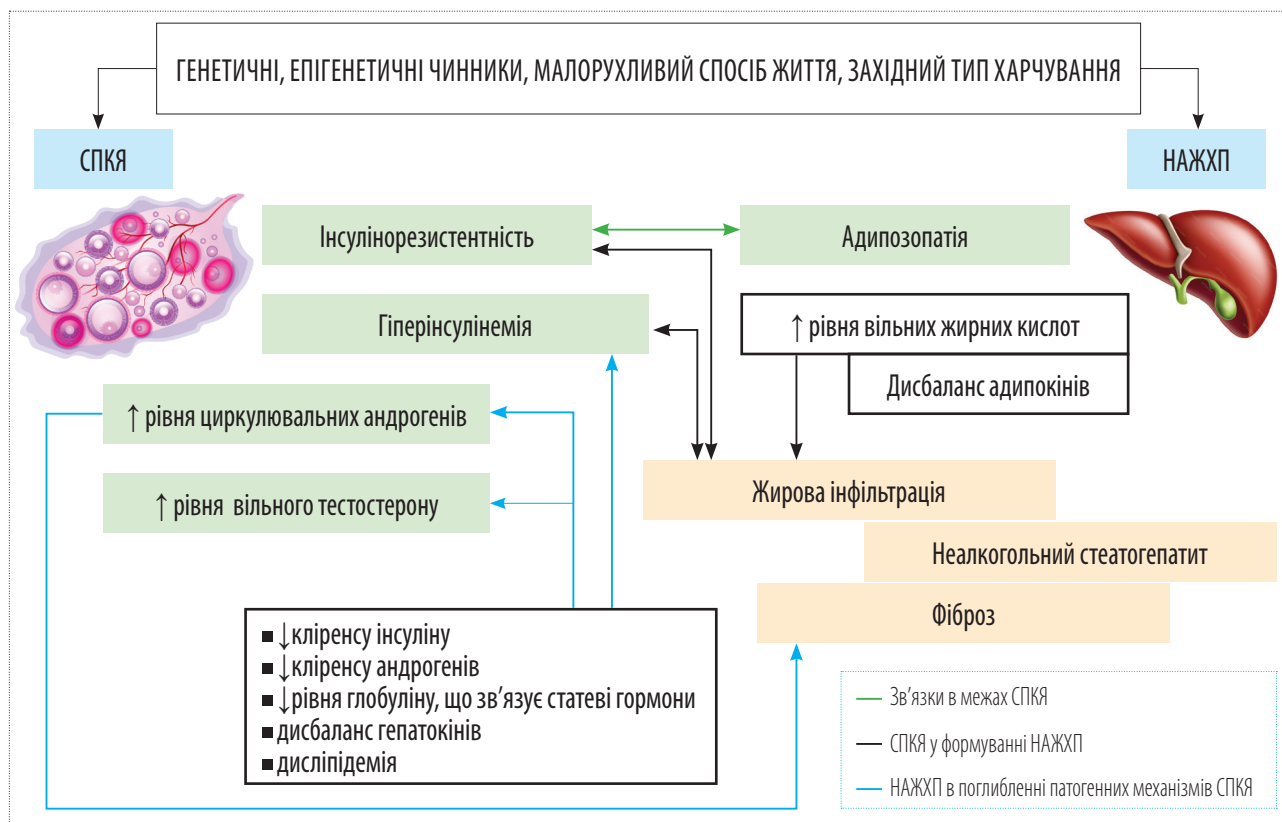 ГЕНЕТИЧНІ, ЕПІГЕНЕТИЧНІ ЧИННИКИ, МАЛОРУХЛИВИЙ СПОСІБ ЖИТТЯ, ЗАХІДНИЙ ТИП ХАРЧУВАННЯ
СПКЯ
НАЖХП
Інсулінорезистентність
Адипозопатія
Гіперінсулінемія
↑ рівня вільних жирних кислот
Дисбаланс адипокінів
↑ рівня циркулювальних андрогенів
Жирова інфільтрація
↑ рівня вільного тестостерону
Неалкогольний стеатогепатит
Фіброз
■ ↓кліренсу інсуліну
■ ↓кліренсу андрогенів
■ ↓рівня глобуліну, що зв’язує статеві гормони
■ дисбаланс гепатокінів
■ дисліпідемія
Зв’язки в межах СПКЯ
СПКЯ у формуванні НАЖХП
НАЖХП в поглибленні патогенних механізмів СПКЯ